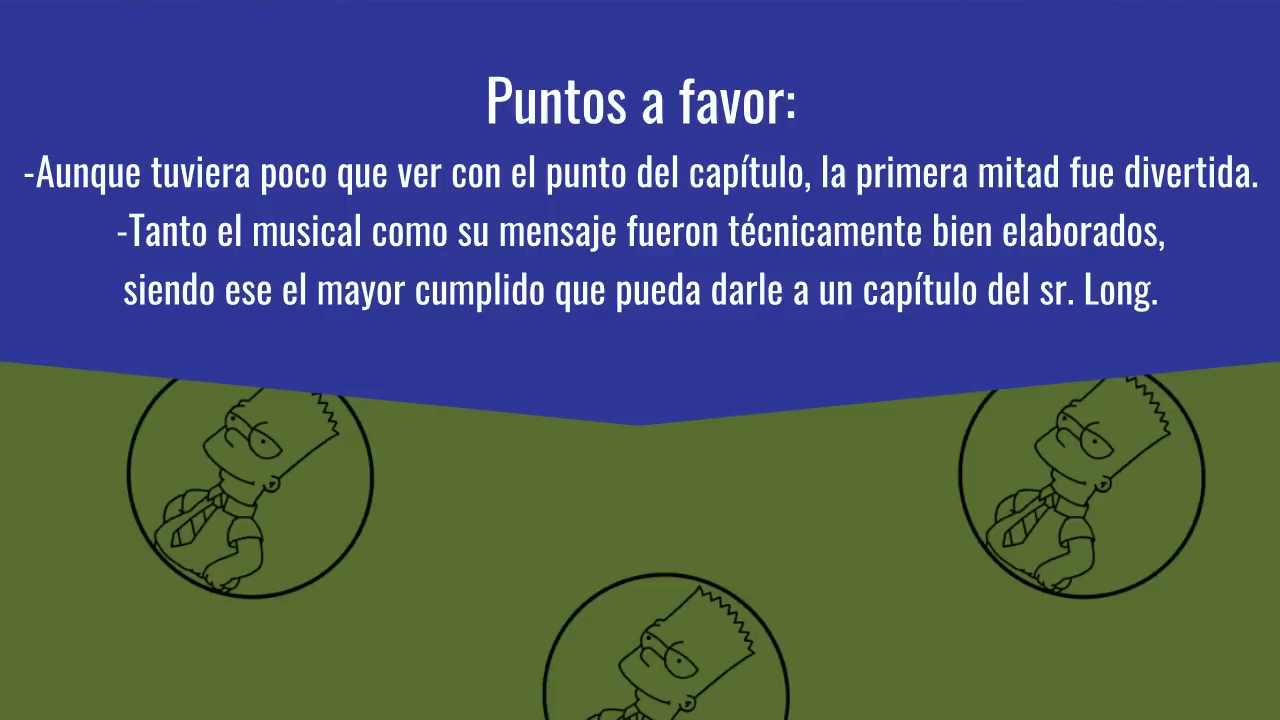 Puntos a favor:
-Aunque tuviera poco que ver con el punto del capítulo, la primera mitad fue divertida.
-Tanto el musical como su mensaje fueron técnicamente bien elaborados,
siendo ese el mayor cumplido que pueda darle a un capítulo del sr. Long.